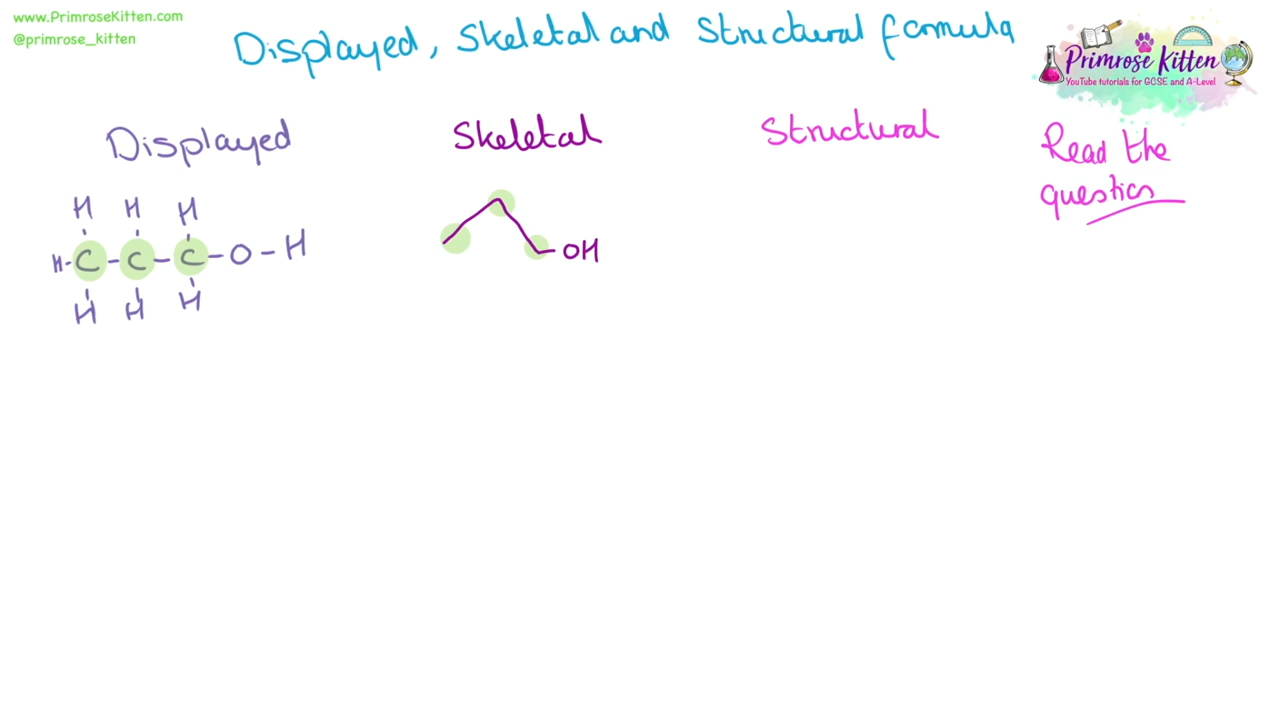 www.PrimroseKitten.com
@primrose_kitten
Displayed, Skeletal and Structural formula
Primrose Kitten
YouTube tutorials for GCSE and A-Level
Displayed
Skeletal
Structural
Read the
question
H H H
H-C-C-C-O-H
H H H
OH